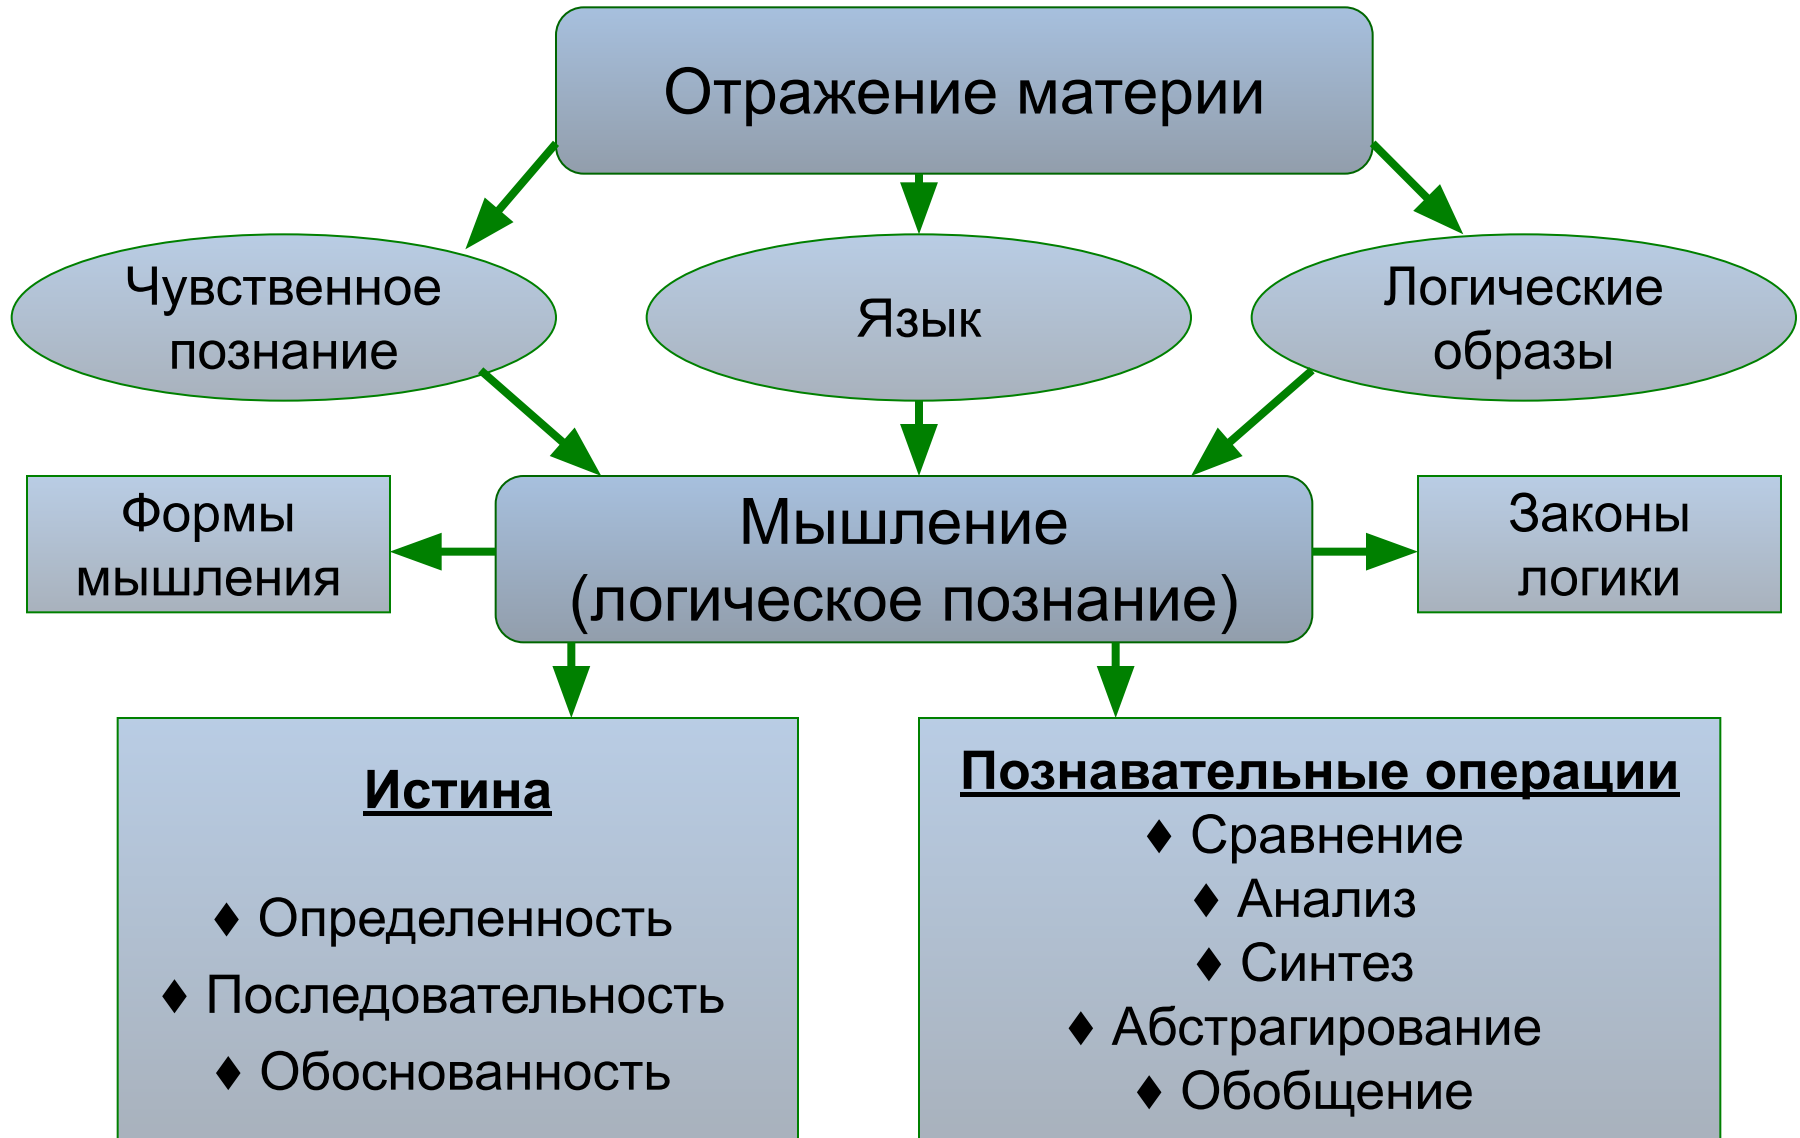 Отражение материи
Чувственное
познание
Язык
Логические
образы
Формы
мышления
Мышление
(логическое познание)
Законы
логики
Истина
♦ Определенность
♦ Последовательность
♦ Обоснованность
Познавательные операции
♦ Сравнение
♦ Анализ
♦ Синтез
♦ Абстрагирование
♦ Обобщение